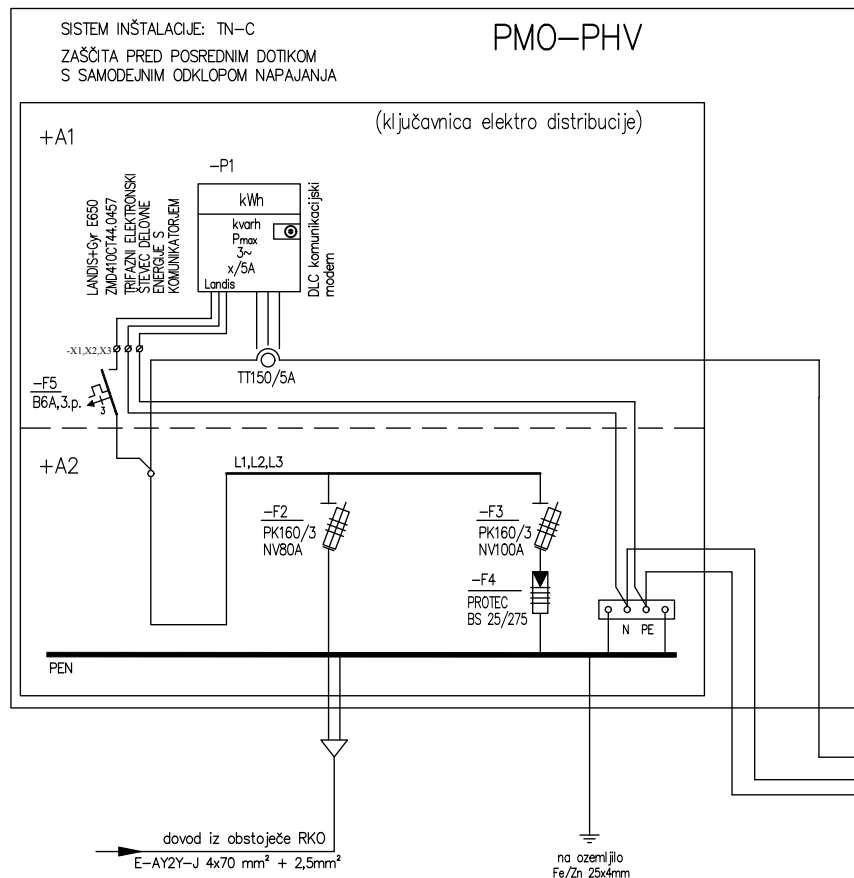 SISTEM INŠTALACIJE: TN-C
ZAŠČITA PRED POSREDNIM DOTIKOM
S SAMODEJNIM ODKLOPOM NAPAJANJA
PMO-PHV
(ključavnica elektro distribucije)
+A1
-P1
kWh
kvarh
Pmax
3~
x/5A
Landis
LANDIS+Gyr E650
ZMD410CT44.0457
TRIFAZNI ELEKTRONSKI
ŠTEVEC DELOVNE
ENERGIJE S
KOMUNIKATORJEM
DLC komunikacijski
modem
-X1,X2,X3
TT150/5A
-F5
B6A,3.p.
3
+A2
L1,L2,L3
-F2
PK160/3
NV80A
-F3
PK160/3
NV100A
-F4
PROTEC
BS 25/275
N PE
PEN
dovod iz obstoječe RKO
E-AY2Y-J 4x70 mm² + 2,5mm²
na ozemljilo
Fe/Zn 25x4mm